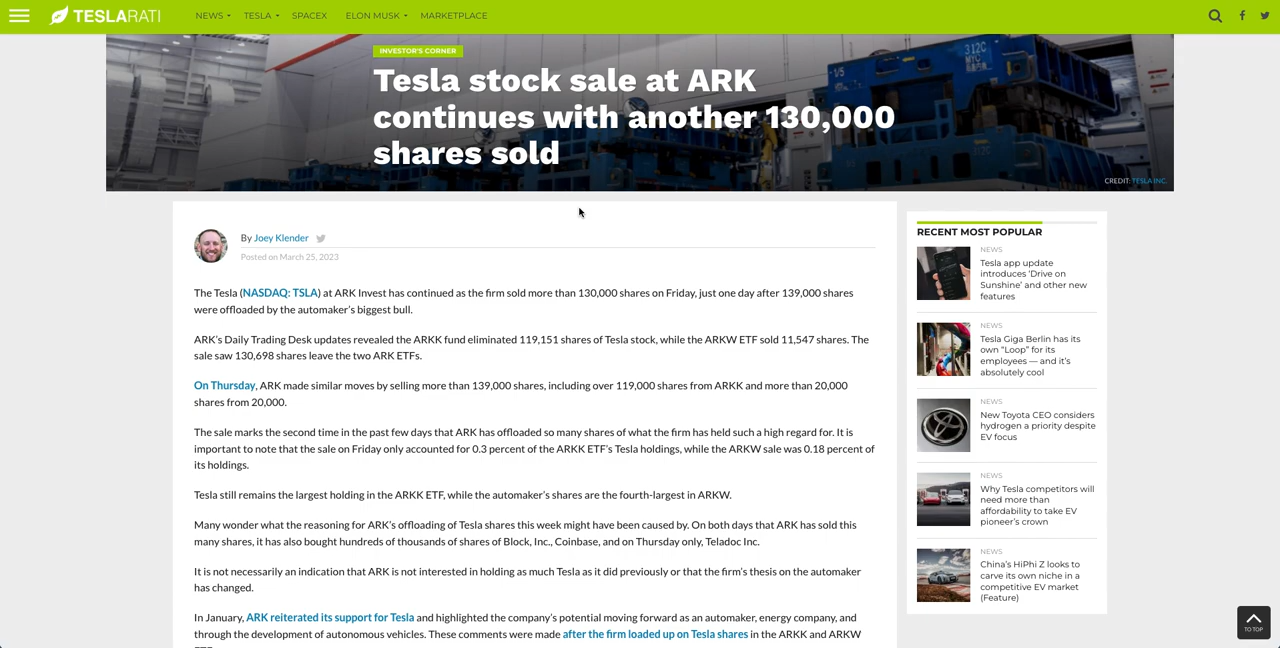 TESLARATI
NEWS TESLA SPACEX ELON MUSK MARKETPLACE
INVESTOR'S CORNER
Tesla stock sale at ARK
continues with another 130,000
shares sold
CREDIT: TESLA INC.
By Joey Klender
Posted on March 25, 2023
The Tesla (NASDAQ: TSLA) at ARK Invest has continued as the firm sold more than 130,000 shares on Friday, just one day after 139,000 shares
were offloaded by the automaker's biggest bull.
ARK's Daily Trading Desk updates revealed the ARKK fund eliminated 119,151 shares of Tesla stock, while the ARKW ETF sold 11,547 shares. The
sale saw 130,698 shares leave the two ARK ETFs.
On Thursday, ARK made similar moves by selling more than 139,000 shares, including over 119,000 shares from ARKK and more than 20,000
shares from 20,000.
The sale marks the second time in the past few days that ARK has offloaded so many shares of what the firm has held such a high regard for. It is
important to note that the sale on Friday only accounted for 0.3 percent of the ARKK ETF's Tesla holdings, while the ARKW sale was 0.18 percent of
its holdings.
Tesla still remains the largest holding in the ARKK ETF, while the automaker's shares are the fourth-largest in ARKW.
Many wonder what the reasoning for ARK's offloading of Tesla shares this week might have been caused by. On both days that ARK has sold this
many shares, it has also bought hundreds of thousands of shares of Block, Inc., Coinbase, and on Thursday only, Teladoc Inc.
It is not necessarily an indication that ARK is not interested in holding as much Tesla as it did previously or that the firm's thesis on the automaker
has changed.
In January, ARK reiterated its support for Tesla and highlighted the company's potential moving forward as an automaker, energy company, and
through the development of autonomous vehicles. These comments were made after the firm loaded up on Tesla shares in the ARKK and ARKW
RECENT MOST POPULAR
NEWS
Tesla app update
introduces 'Drive on
Sunshine' and other new
features
NEWS
Tesla Giga Berlin has its
own "Loop" for its
employees — and it's
absolutely cool
NEWS
New Toyota CEO considers
hydrogen a priority despite
EV focus
NEWS
Why Tesla competitors will
need more than
affordability to take EV
pioneer's crown
NEWS
China's HiPhi Z looks to
carve its own niche in a
competitive EV market
(Feature)
TO TOP